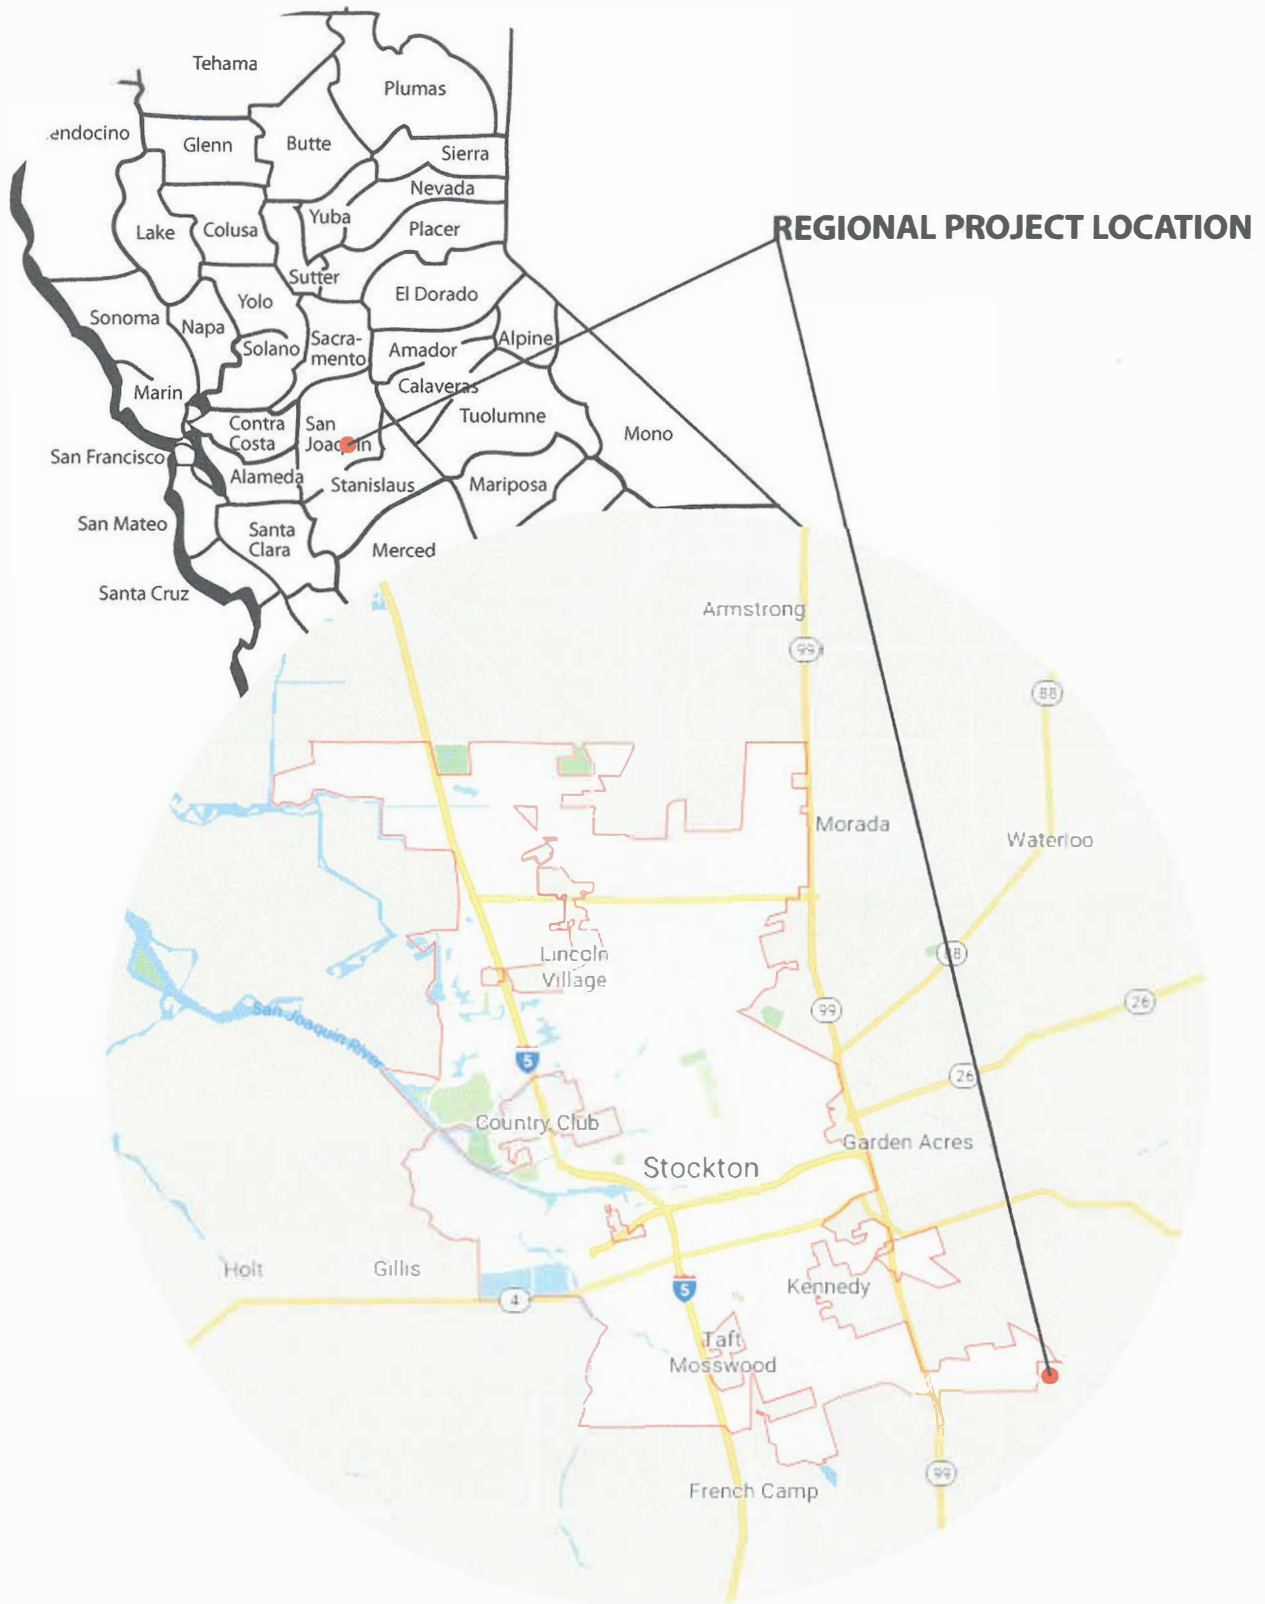 Tehama
Plumas
endocino
Glenn
Butte
Sierra
Nevada
Lake
Colusa
Yuba
Placer
REGIONAL PROJECT LOCATION
Sutter
Yolo
El Dorado
Sonoma
Napa
Solano
Sacra-
mento
Amador
Alpine
Marin
Calaveras
Contra
Costa
San
Joaquin
Tuolumne
Mono
San Francisco
Alameda
Stanislaus
Mariposa
San Mateo
Santa
Clara
Merced
Santa Cruz
Armstrong
99
88
Morada
Waterloo
Lincoln
Village
88
26
99
San Joaquin River
5
26
Country Club
Garden Acres
Stockton
Holt
Gillis
Kennedy
5
4
Taft
Mosswood
99
French Camp